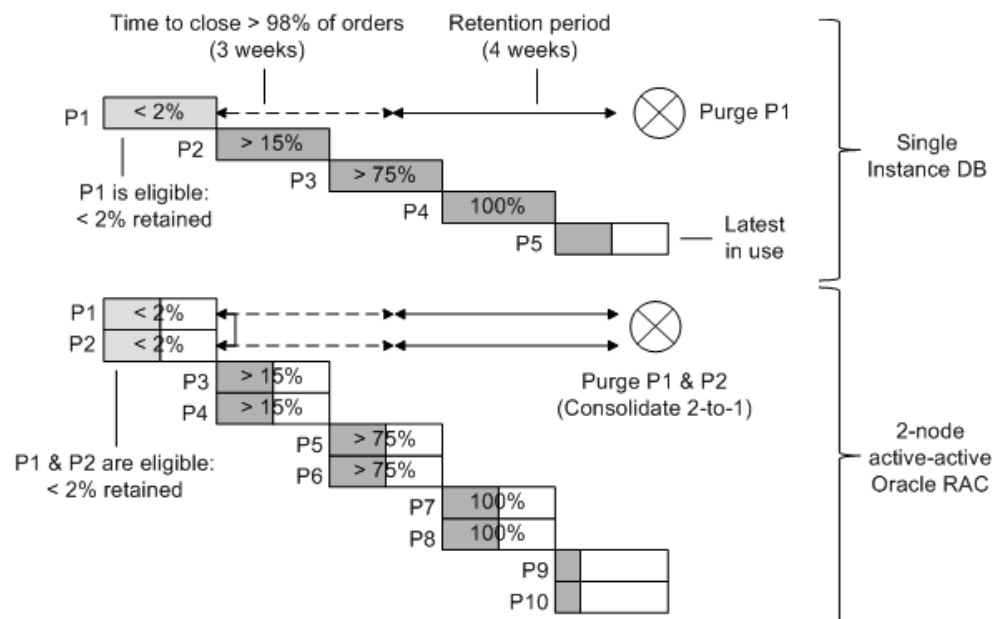 Time to close > 98% of orders
(3 weeks)
Retention period
(4 weeks)
P1
< 2%
Purge P1
P2
> 15%
P3
> 75%
P1 is eligible:
< 2% retained
P4
100%
P5
Latest
in use
Single
Instance DB
P1
< 2%
P2
< 2%
P3
> 15%
P4
> 15%
Purge P1 & P2
(Consolidate 2-to-1)
P5
> 75%
P6
> 75%
P1 & P2 are eligible:
< 2% retained
P7
100%
P8
100%
P9
P10
2-node
active-active
Oracle RAC